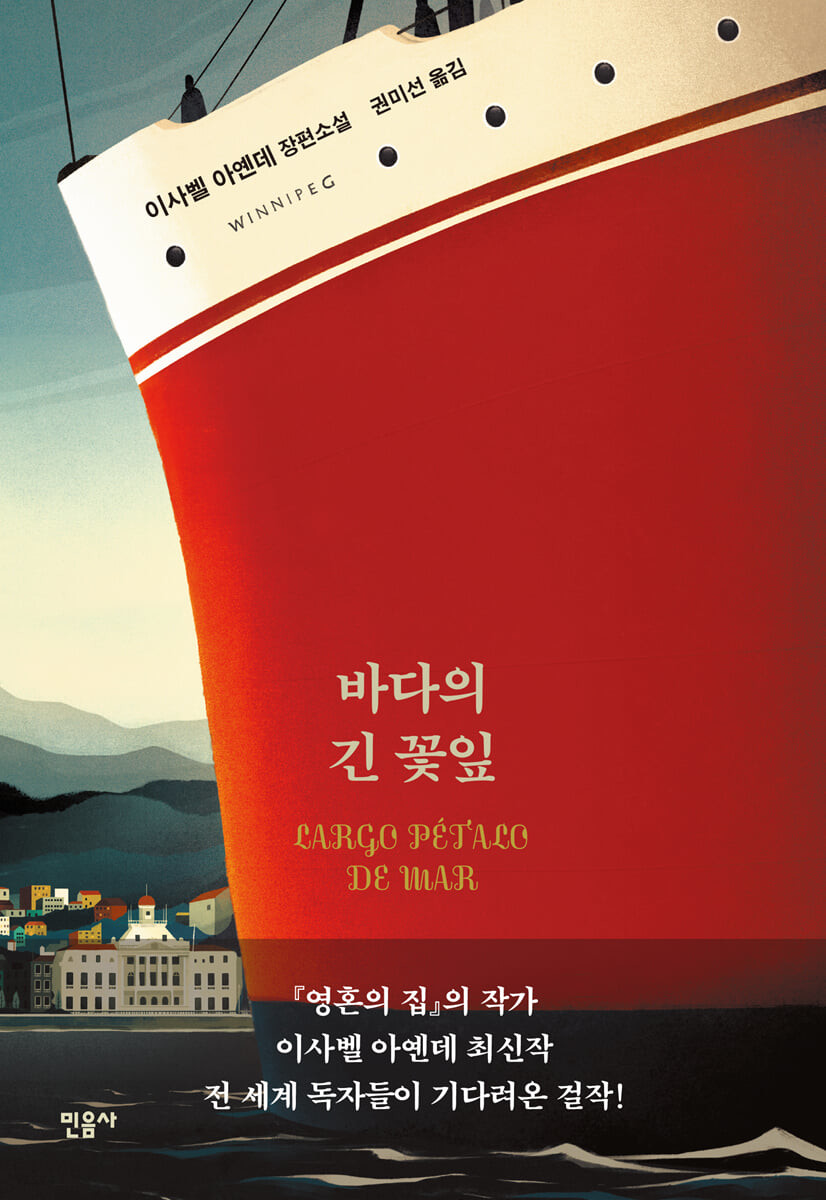 이사벨 아옌데 장편소설 권미선 옮김
WINNIPEG
바다의
긴 꽃잎
LARGO PÉTALO
DE MAR
『영혼의 집』의 작가
이사벨 아옌데 최신작
전 세계 독자들이 기다려온 걸작!
민음사